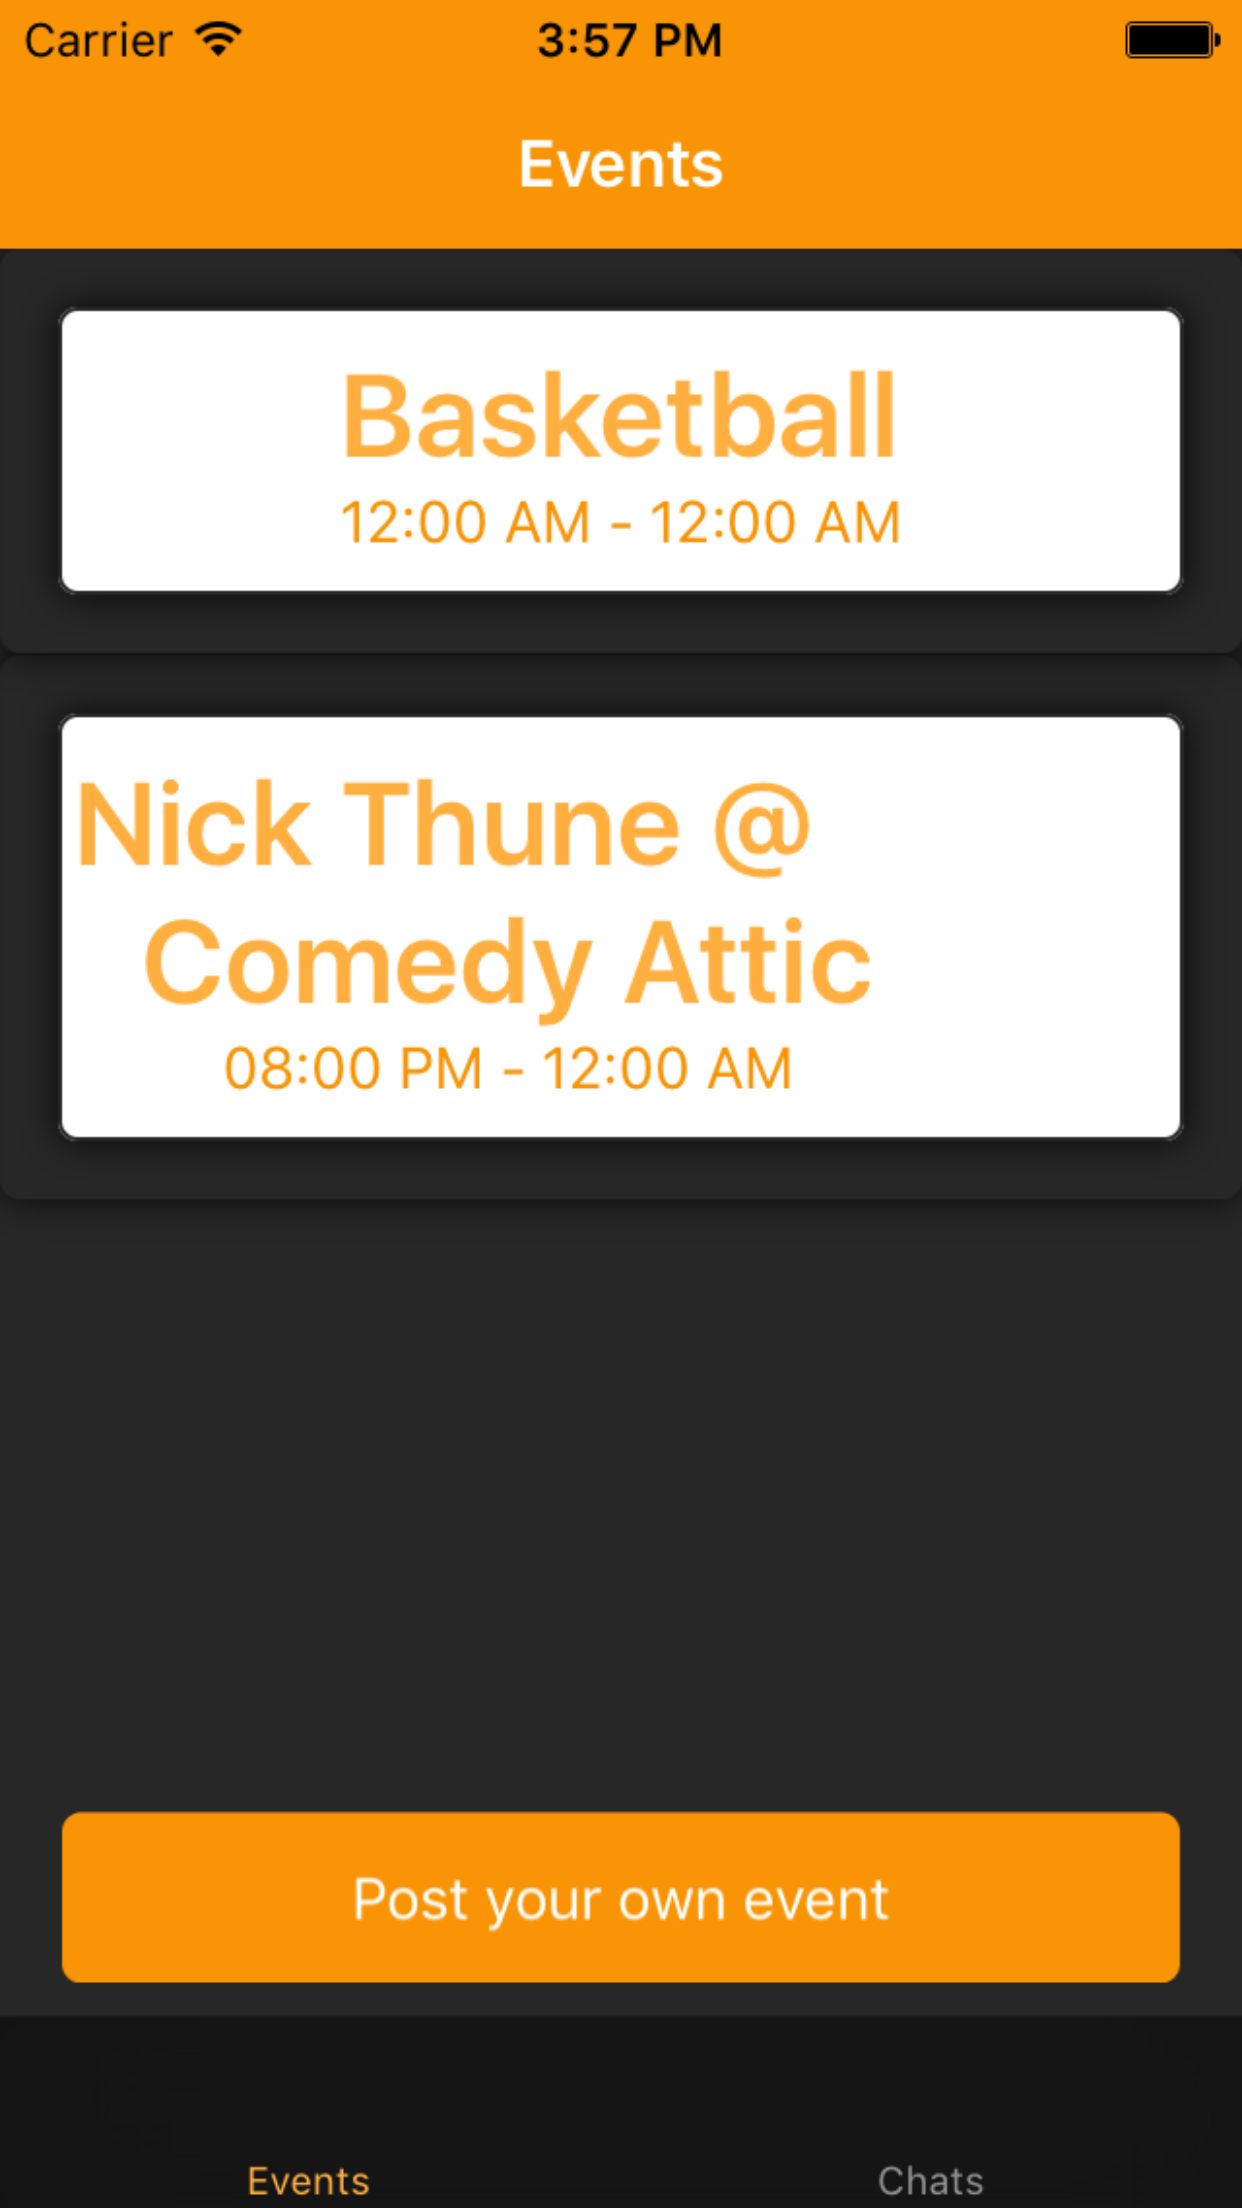 Carrier 3:57 PM
Events
Basketball
12:00 AM - 12:00 AM
Nick Thune @
Comedy Attic
08:00 PM - 12:00 AM
Post your own event
Events Chats